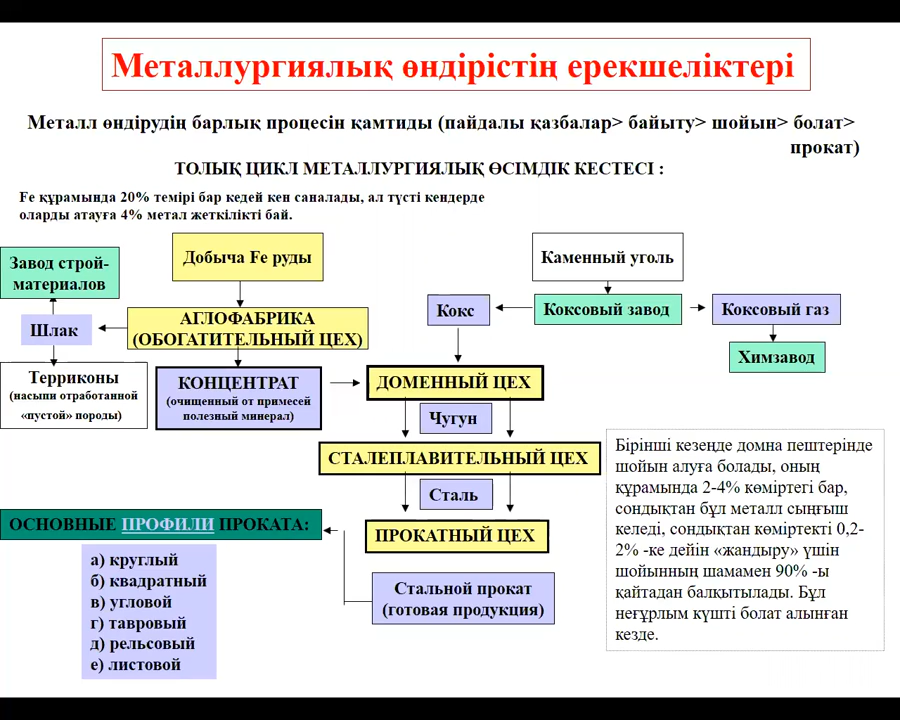 Металлургиялық өндірістің ерекшеліктері
Металл өндірудің барлық процесін қамтиды (пайдалы қазбалар> байыту> шойын> болат>
прокат)
ТОЛЫҚ ЦИКЛ МЕТАЛЛУРГИЯЛЫҚ ӨСІМДІК КЕСТЕСІ :
Fe құрамында 20% темірі бар кедей кен саналады, ал түсті кендерде
оларды атауға 4% метал жеткілікті бай.
Завод строй-
материалов
Добыча Fe руды
Каменный уголь
Шлак
АГЛОФАБРИКА
(ОБОГАТИТЕЛЬНЫЙ ЦЕХ)
Кокс
Коксовый завод
Коксовый газ
Химзавод
Терриконы
(насыпи отработанной
«пустой» породы)
КОНЦЕНТРАТ
(очищенный от примесей
полезный минерал)
ДОМЕННЫЙ ЦЕХ
Чугун
СТАЛЕПЛАВИТЕЛЬНЫЙ ЦЕХ
Сталь
ПРОКАТНЫЙ ЦЕХ
Стальной прокат
(готовая продукция)
ОСНОВНЫЕ ПРОФИЛИ ПРОКАТА:
а) круглый
б) квадратный
в) угловой
г) тавровый
д) рельсовый
е) листовой
Бірінші кезеңде домна пештерінде
шойын алуға болады, оның
құрамында 2-4% көміртегі бар,
сондықтан бұл металл сынғыш
келеді, сондықтан көміртекті 0,2-
2% -ке дейін «жандыру» үшін
шойынның шамамен 90% -ы
қайтадан балқытылады. Бұл
неғұрлым күшті болат алынған
кезде.